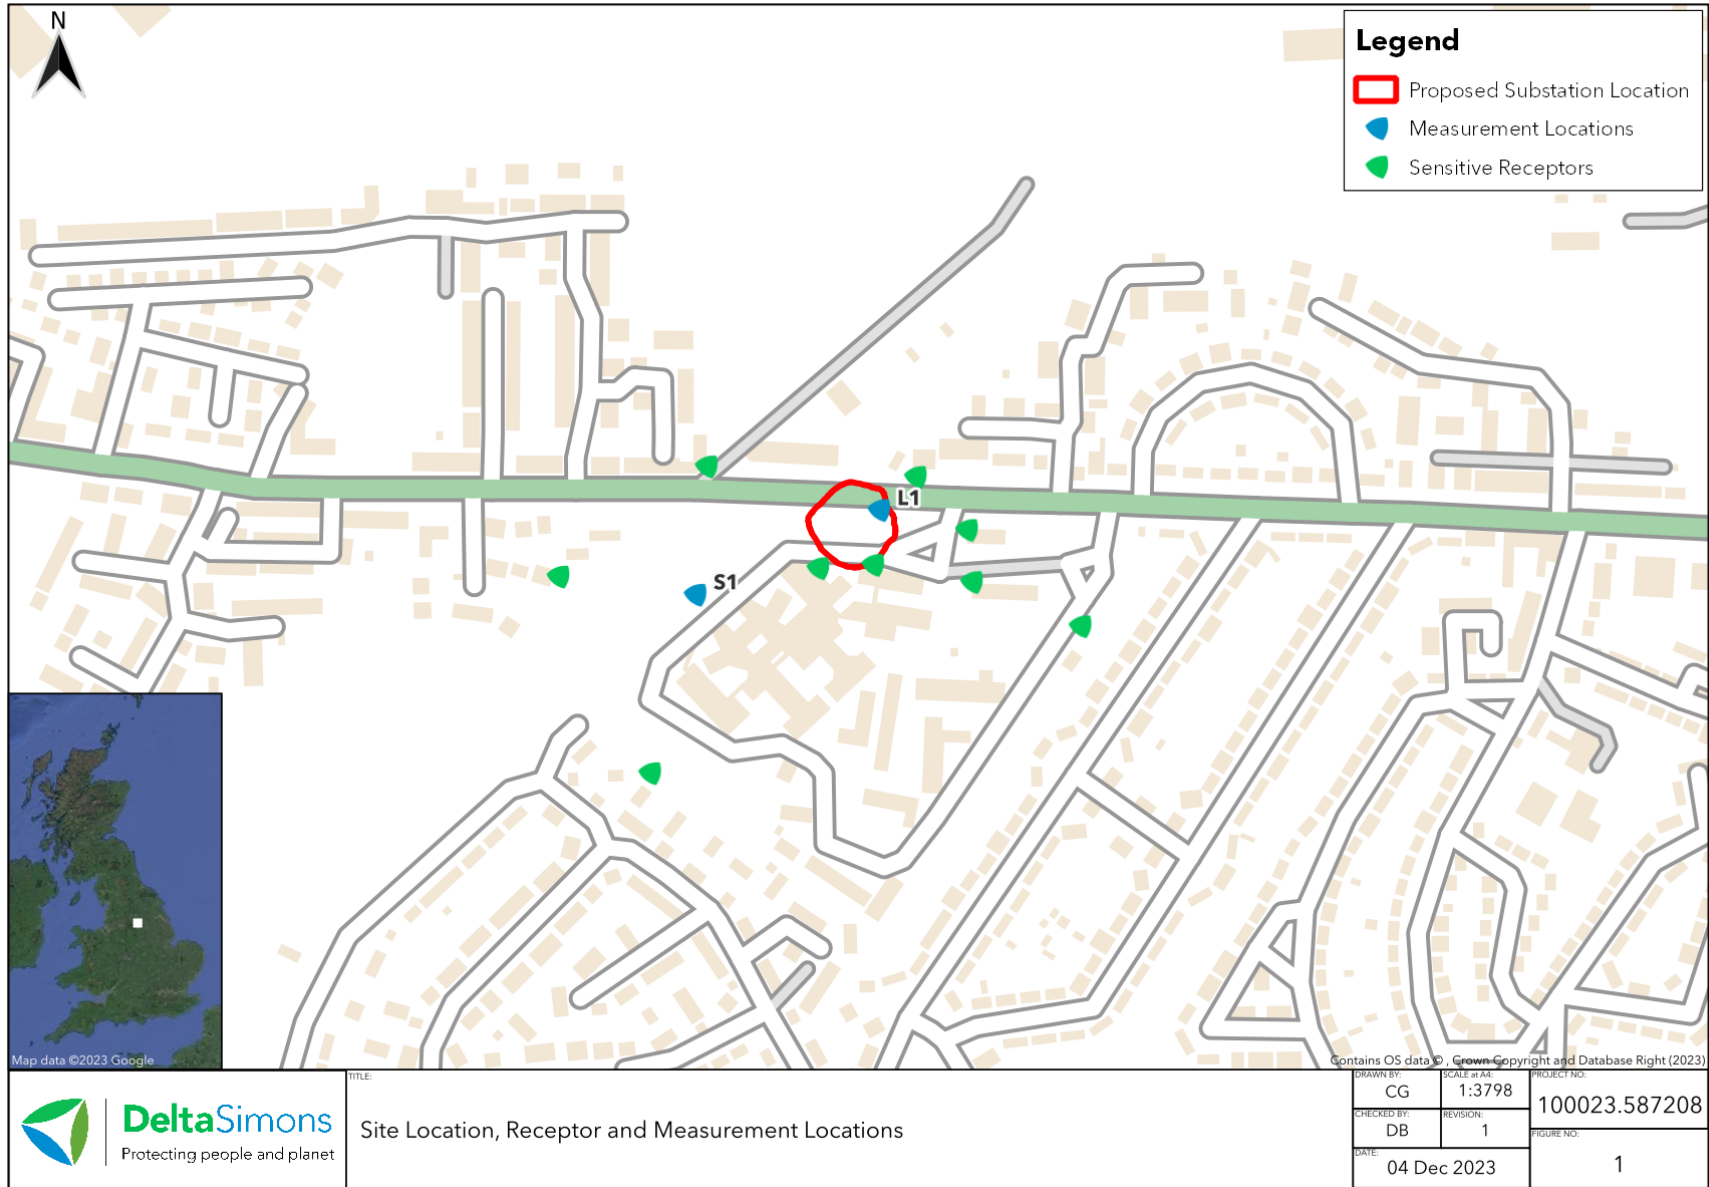 N
Legend
Proposed Substation Location
Measurement Locations
Sensitive Receptors
L1
S1
Map data ©2023 Google
Contains OS data © , Crown Copyright and Database Right (2023)
DeltaSimons
Protecting people and planet
TITLE:
Site Location, Receptor and Measurement Locations
DRAWN BY:
CG
SCALE at A4:
1:3798
PROJECT NO:
100023.587208
CHECKED BY:
DB
REVISION:
1
FIGURE NO:
1
DATE:
04 Dec 2023